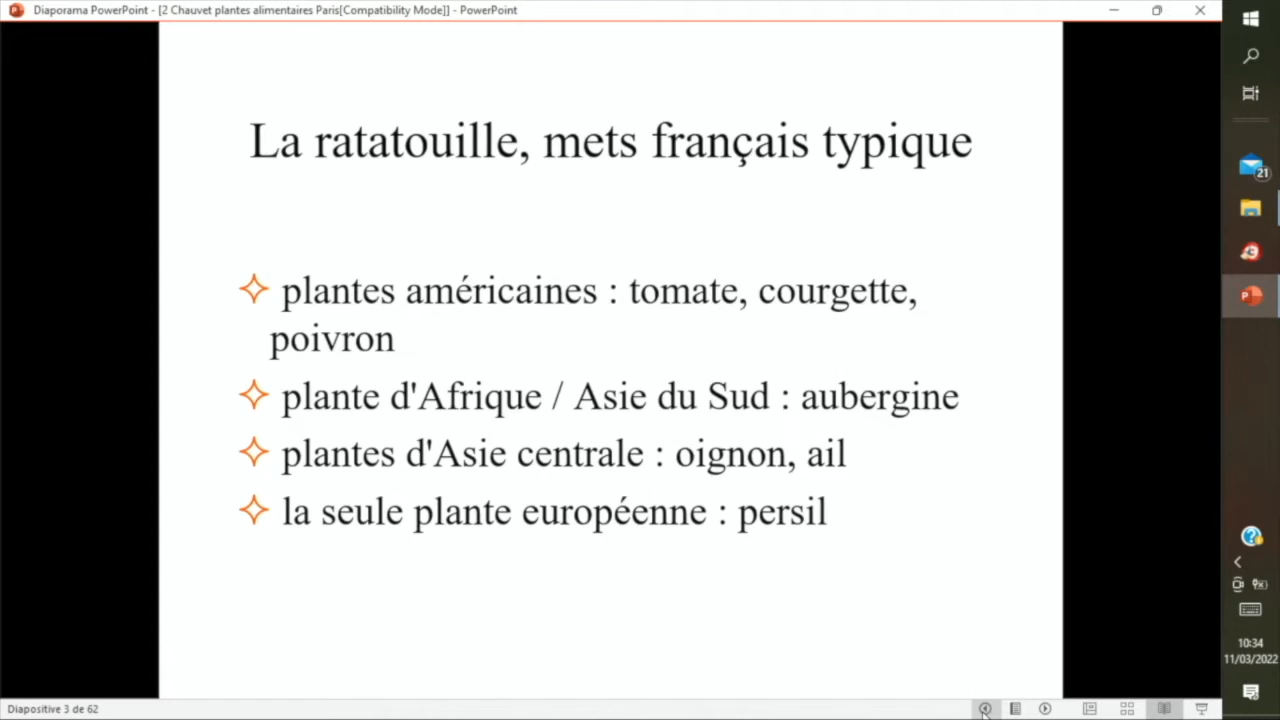 Diaporama PowerPoint - [2 Chauvet plantes alimentaires Paris[Compatibility Mode]] - PowerPoint
La ratatouille, mets français typique
plantes américaines : tomate, courgette,
poivron
plante d'Afrique / Asie du Sud : aubergine
plantes d'Asie centrale : oignon, ail
la seule plante européenne : persil
21
10:34
11/03/2022
Diapositive 3 de 62